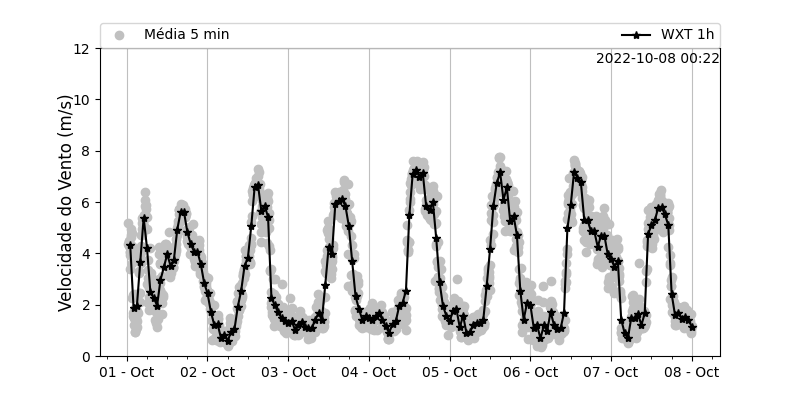 Média 5 min
WXT 1h
2022-10-08 00:22
Velocidade do Vento (m/s)
12
10
8
6
4
2
0
01 - Oct 02 - Oct 03 - Oct 04 - Oct 05 - Oct 06 - Oct 07 - Oct 08 - Oct